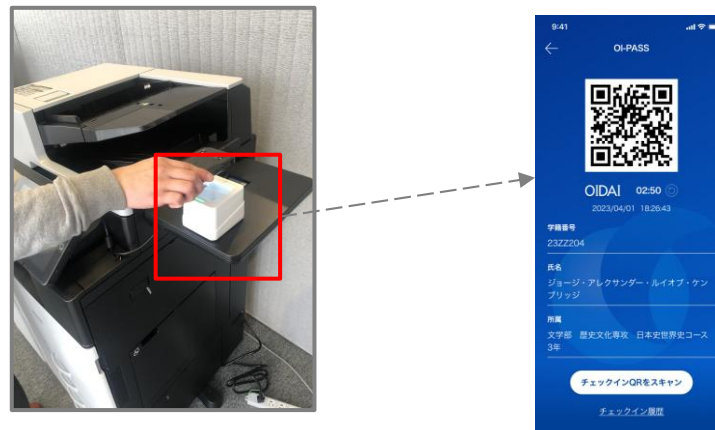 9:41
OI-PASS
OIDAI 02:50
2023/04/01 18:26:43
学籍番号
23ZZ204
氏名
ジョージ・アレクサンダー・ルイオブ・ケン
ブリッジ
所属
文学部 歴史文化専攻 日本史世界史コース
3年
チェックインQRをスキャン
チェックイン履歴